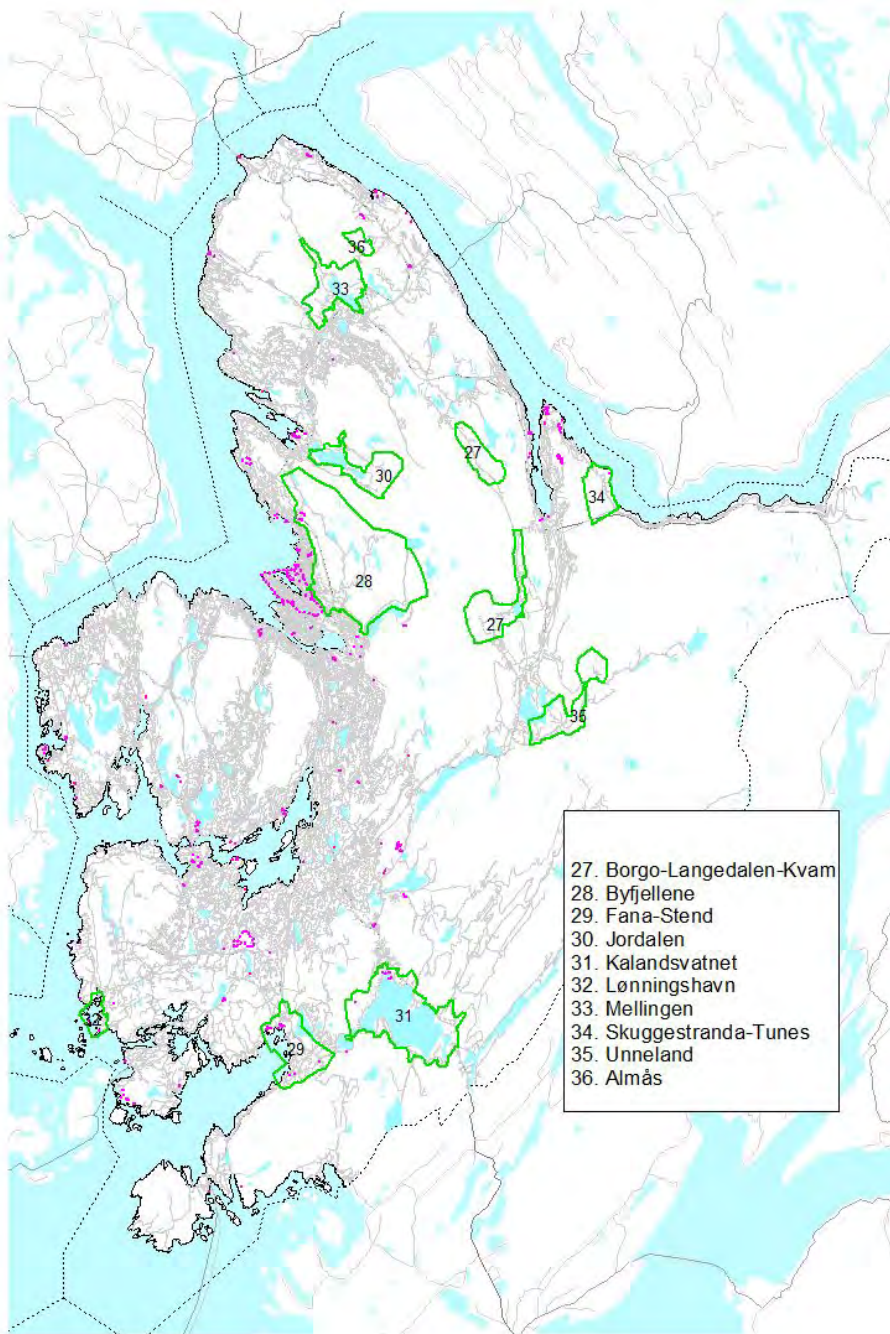 36
33
27
30
34
28
27
35
27. Borgo-Langedalen-Kvam
28. Byfjellene
29. Fana-Stend
30. Jordalen
31. Kalandsvatnet
32. Lønningshavn
33. Mellingen
34. Skuggestranda-Tunes
35. Unneland
36. Almås
31
32
29